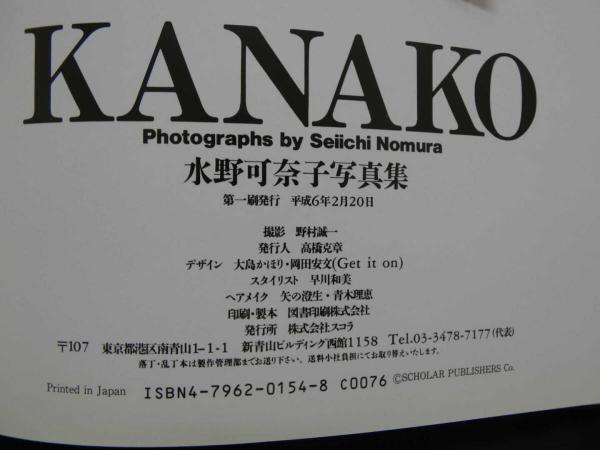 KANAKO
Photographs by Seiichi Nomura
水野可奈子写真集
第一刷発行 平成6年2月20日
撮影 野村誠一
発行人 高橋克章
デザイン 大島かほり・岡田安文(Get it on)
スタイリスト 早川和美
ヘアメイク 矢の澄生・青木理恵
印刷・製本 図書印刷株式会社
発行所 株式会社スコラ
〒107 東京都港区南青山1-1-1 新青山ビルディング西館1158 Tel.03-3478-7177(代表)
落丁・乱丁本は製作管理部までお送り下さい。送料小社負担にてお取り替えいたします。
Printed in Japan ISBN4-7962-0154-8 C0076 ©SCHOLAR PUBLISHERS Co.